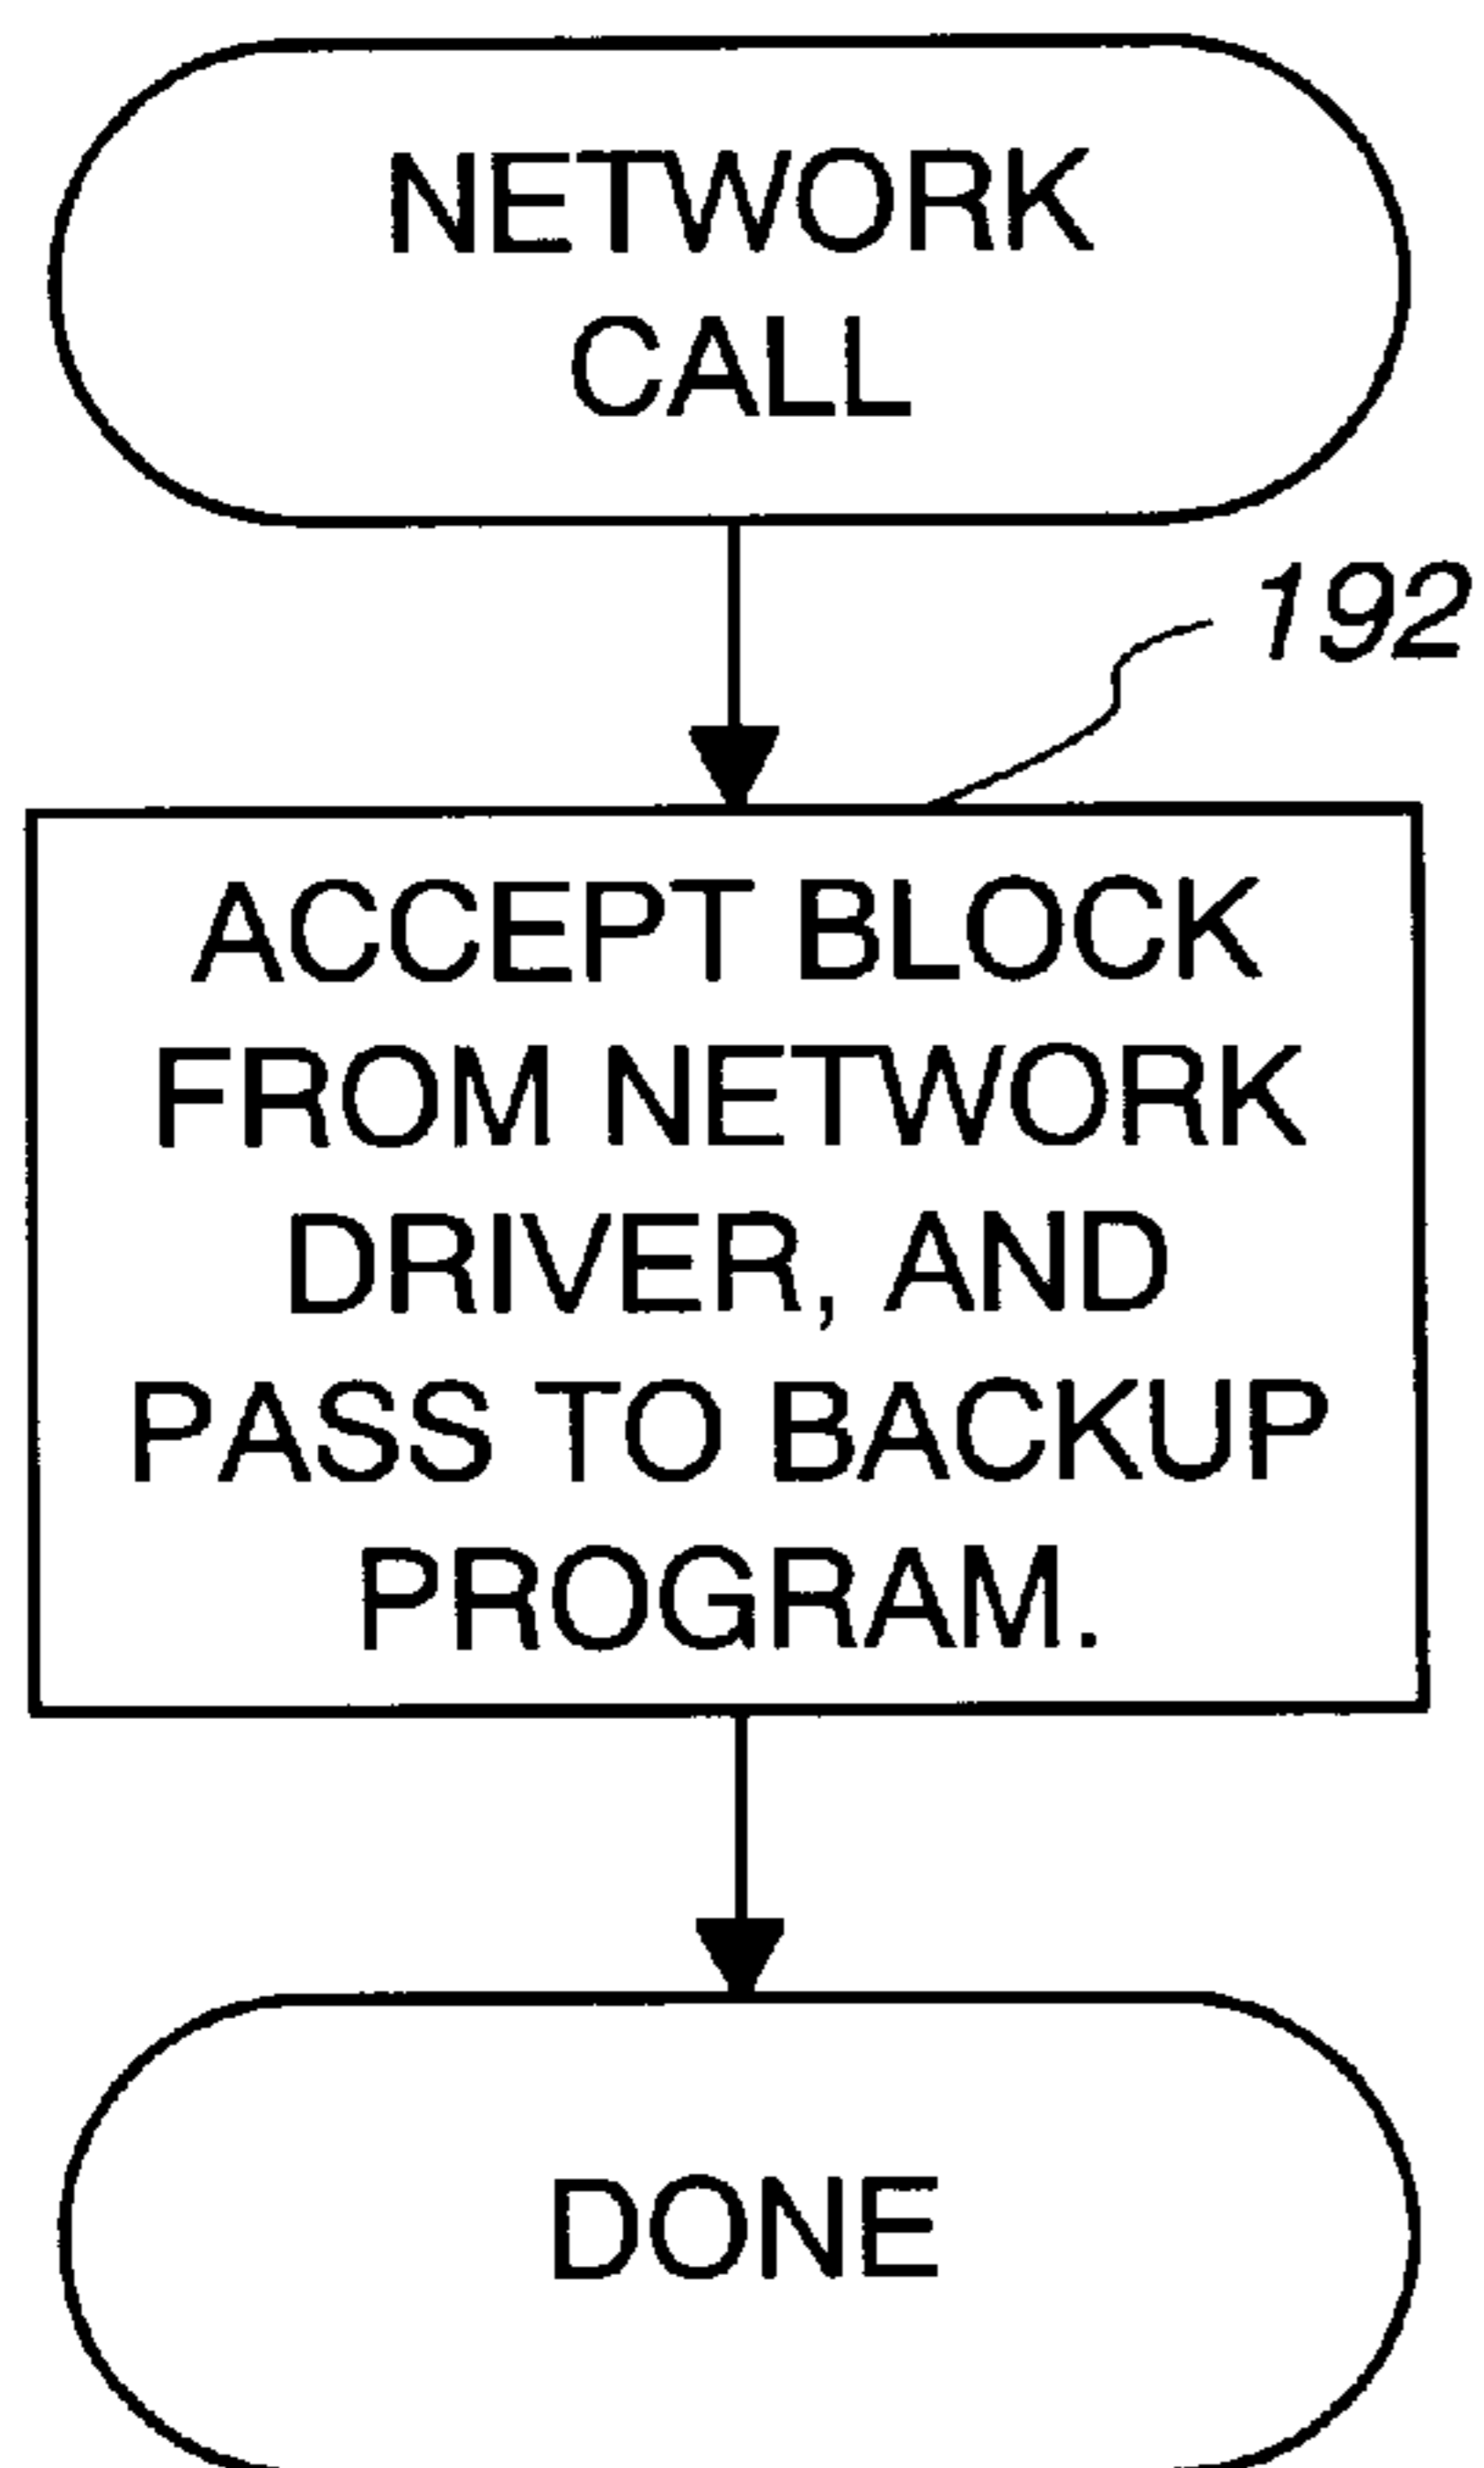 NETWORK
CALL
192
ACCEPT BLOCK
FROM NETWORK
DRIVER, AND
PASS TO BACKUP
PROGRAM.
DONE